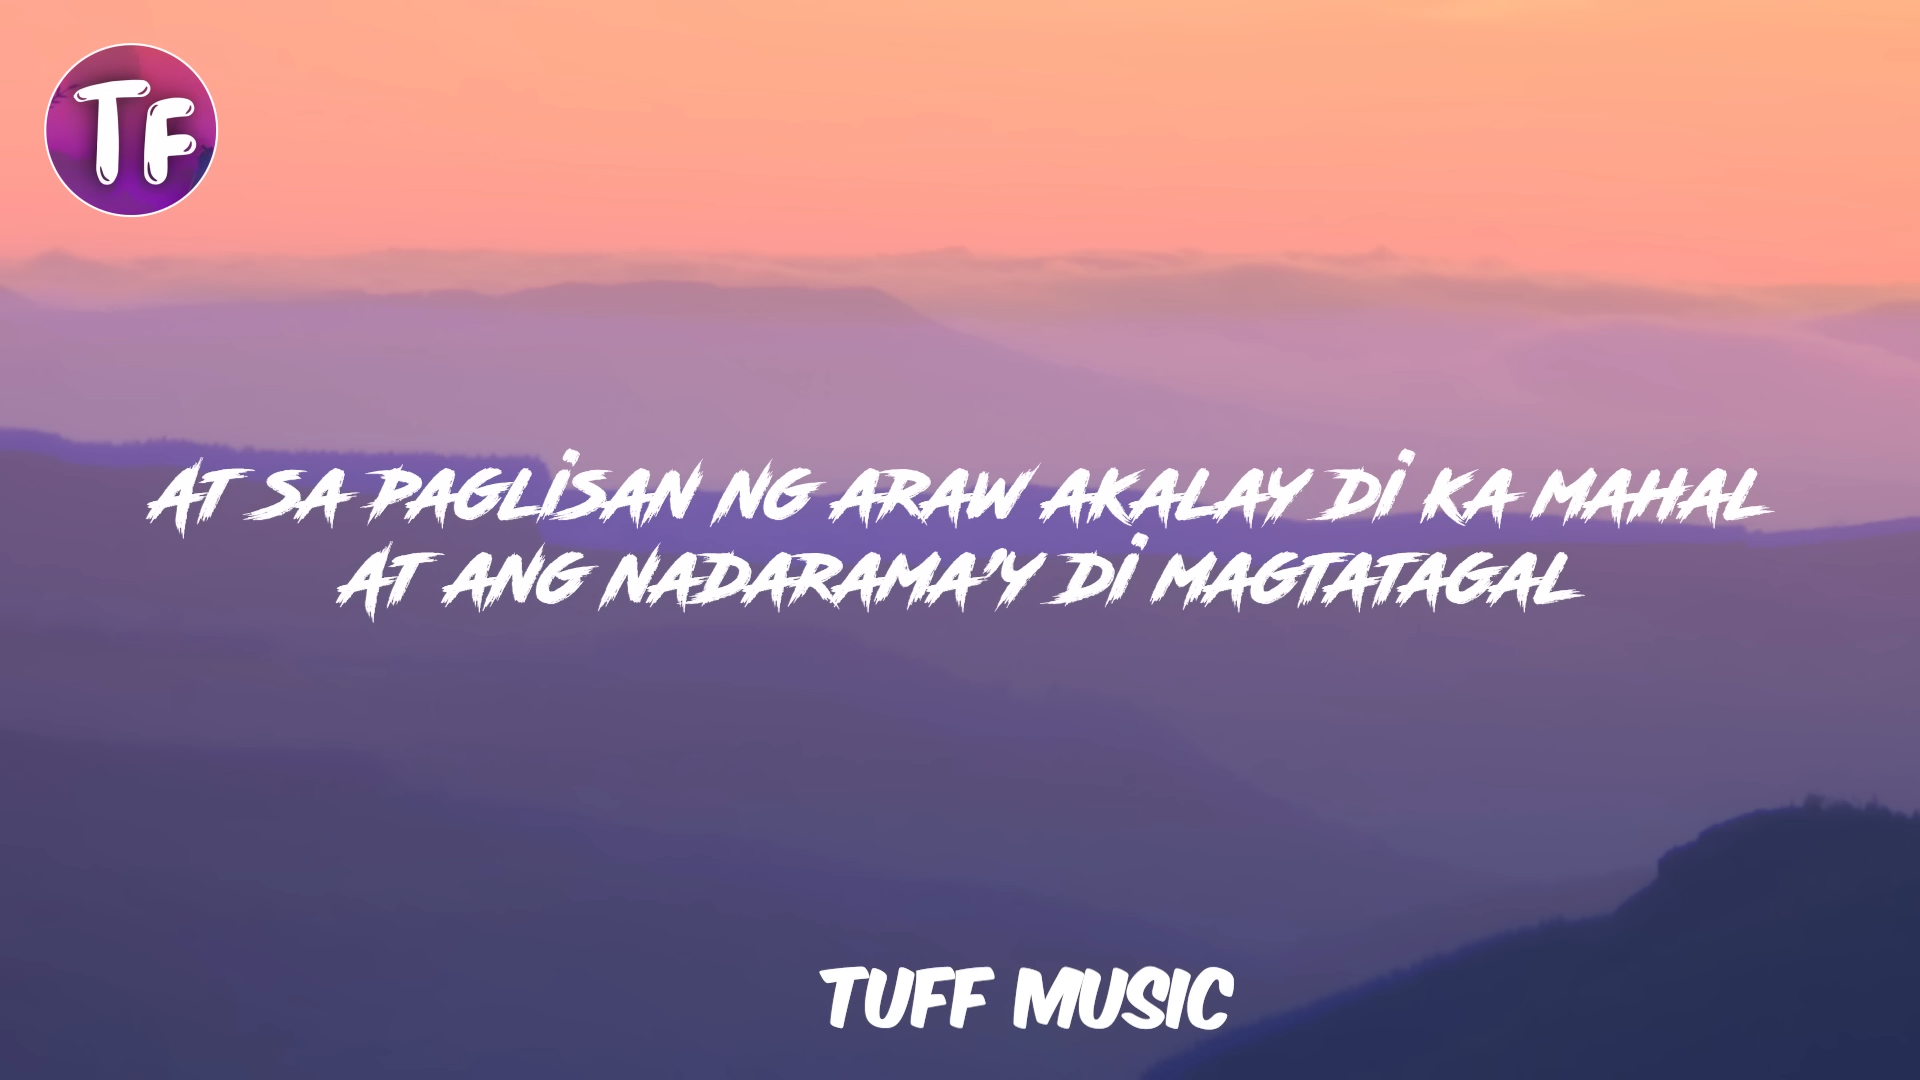 TF
AT SA PAGLISAN NG ARAW AKALAY DI KA MAHAL
AT ANG NADARAMA'Y DI MAGTATAGAL
TUFF MUSIC